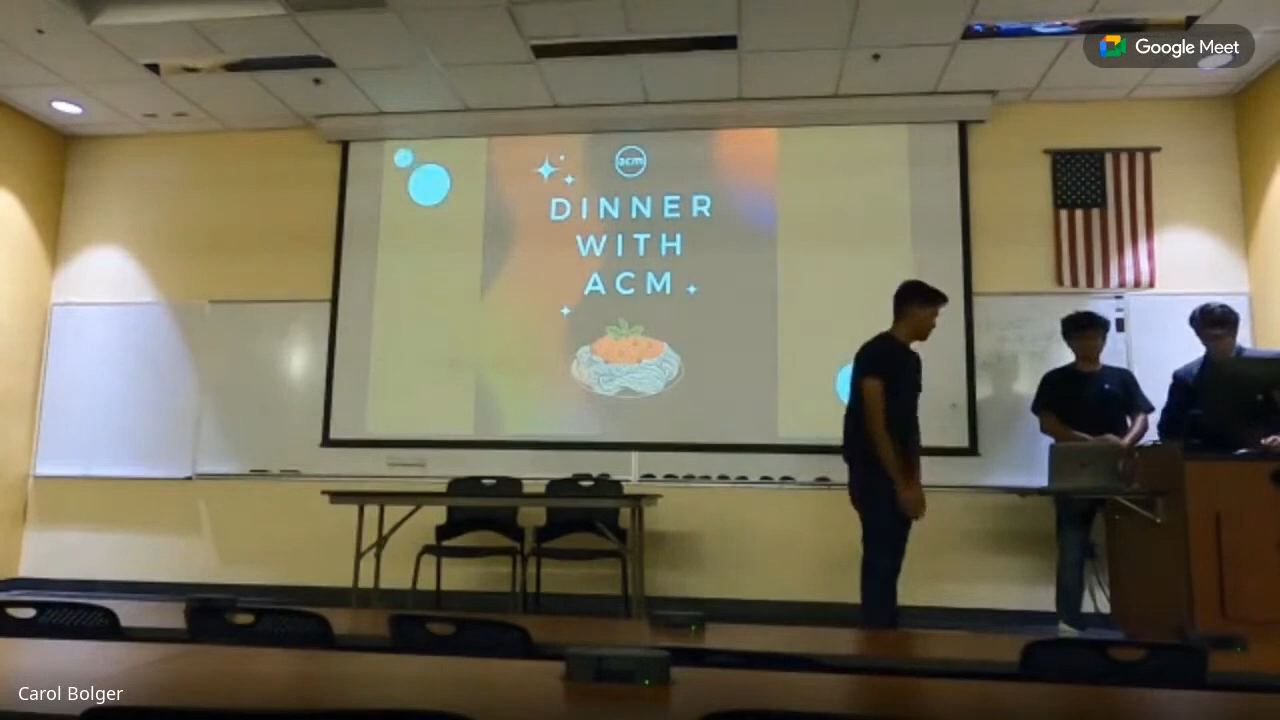 Google Meet
acm
DINNER
WITH
ACM
Carol Bolger